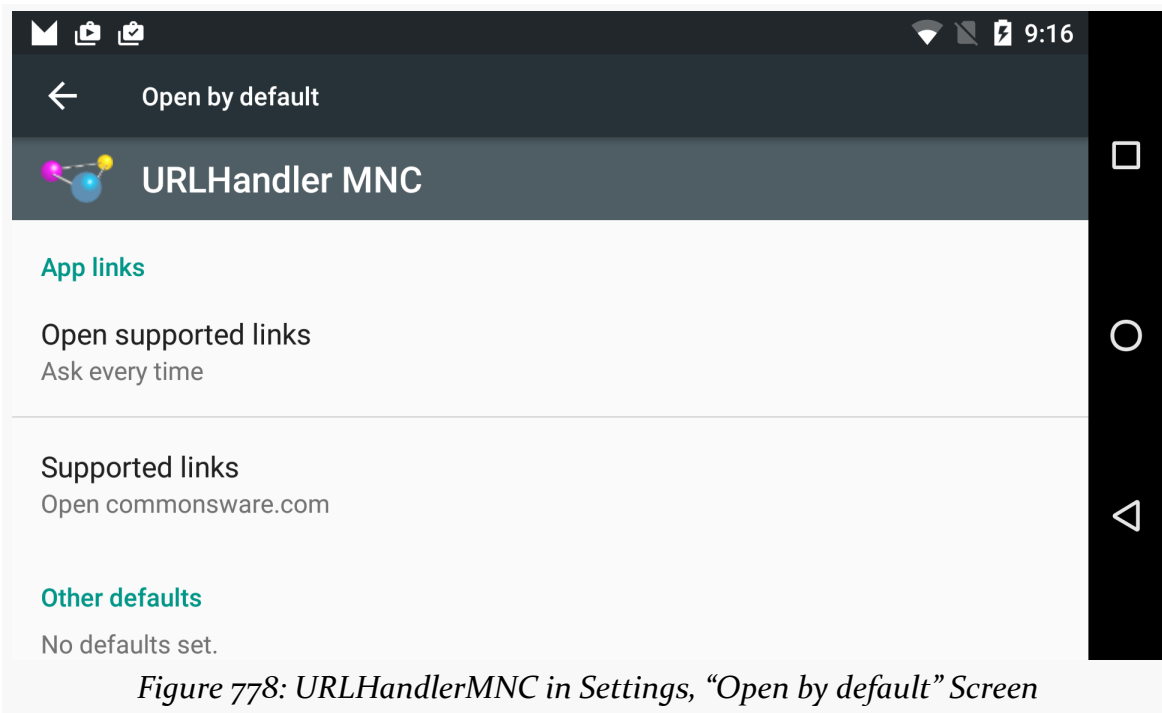 9:16
Open by default
URLHandler MNC
App links
Open supported links
Ask every time
Supported links
Open commonsware.com
Other defaults
No defaults set.
Figure 778: URLHandlerMNC in Settings, “Open by default” Screen